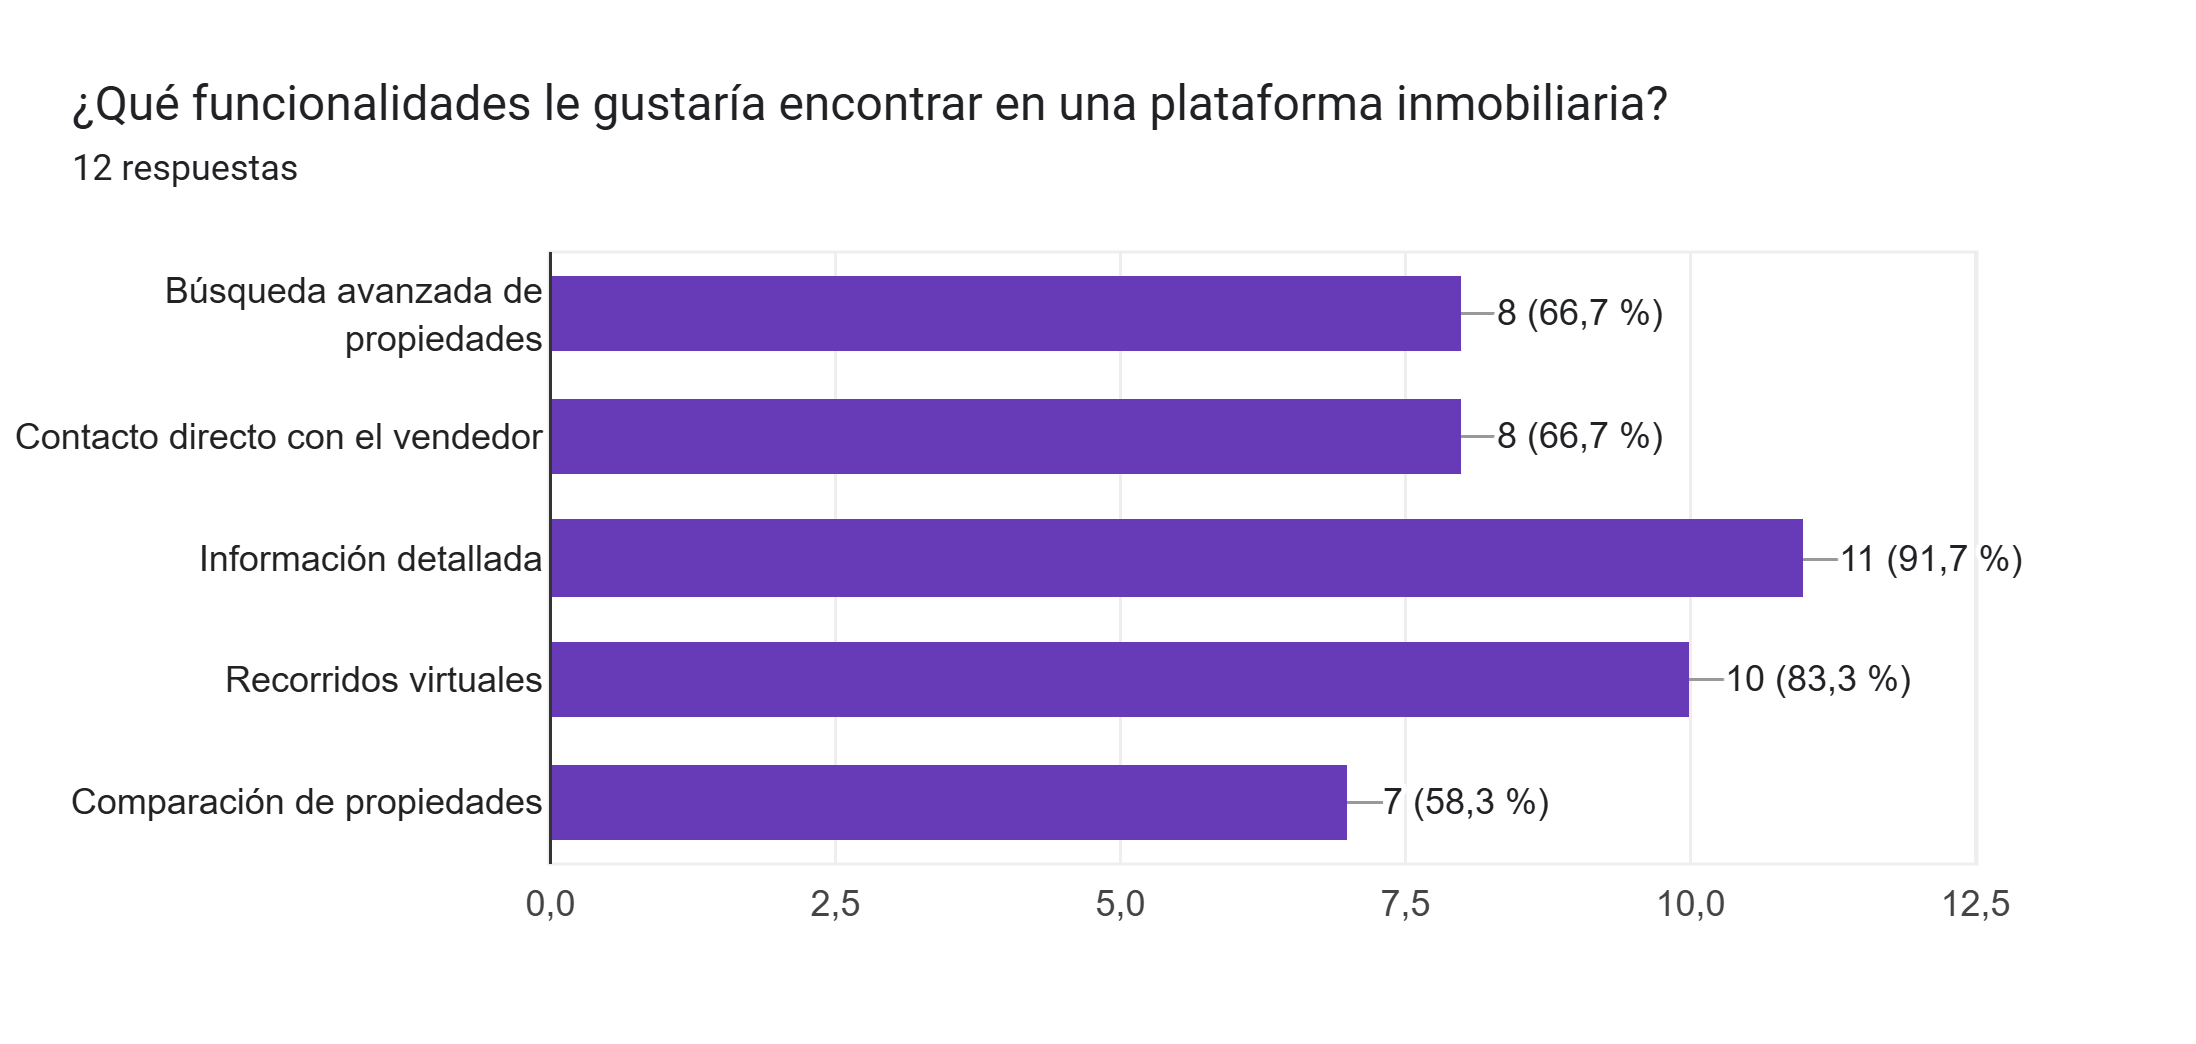 ¿Qué funcionalidades le gustaría encontrar en una plataforma inmobiliaria?
12 respuestas
Búsqueda avanzada de
propiedades
8 (66,7 %)
Contacto directo con el vendedor
8 (66,7 %)
Información detallada
11 (91,7 %)
Recorridos virtuales
10 (83,3 %)
Comparación de propiedades
7 (58,3 %)
0,0
2,5
5,0
7,5
10,0
12,5